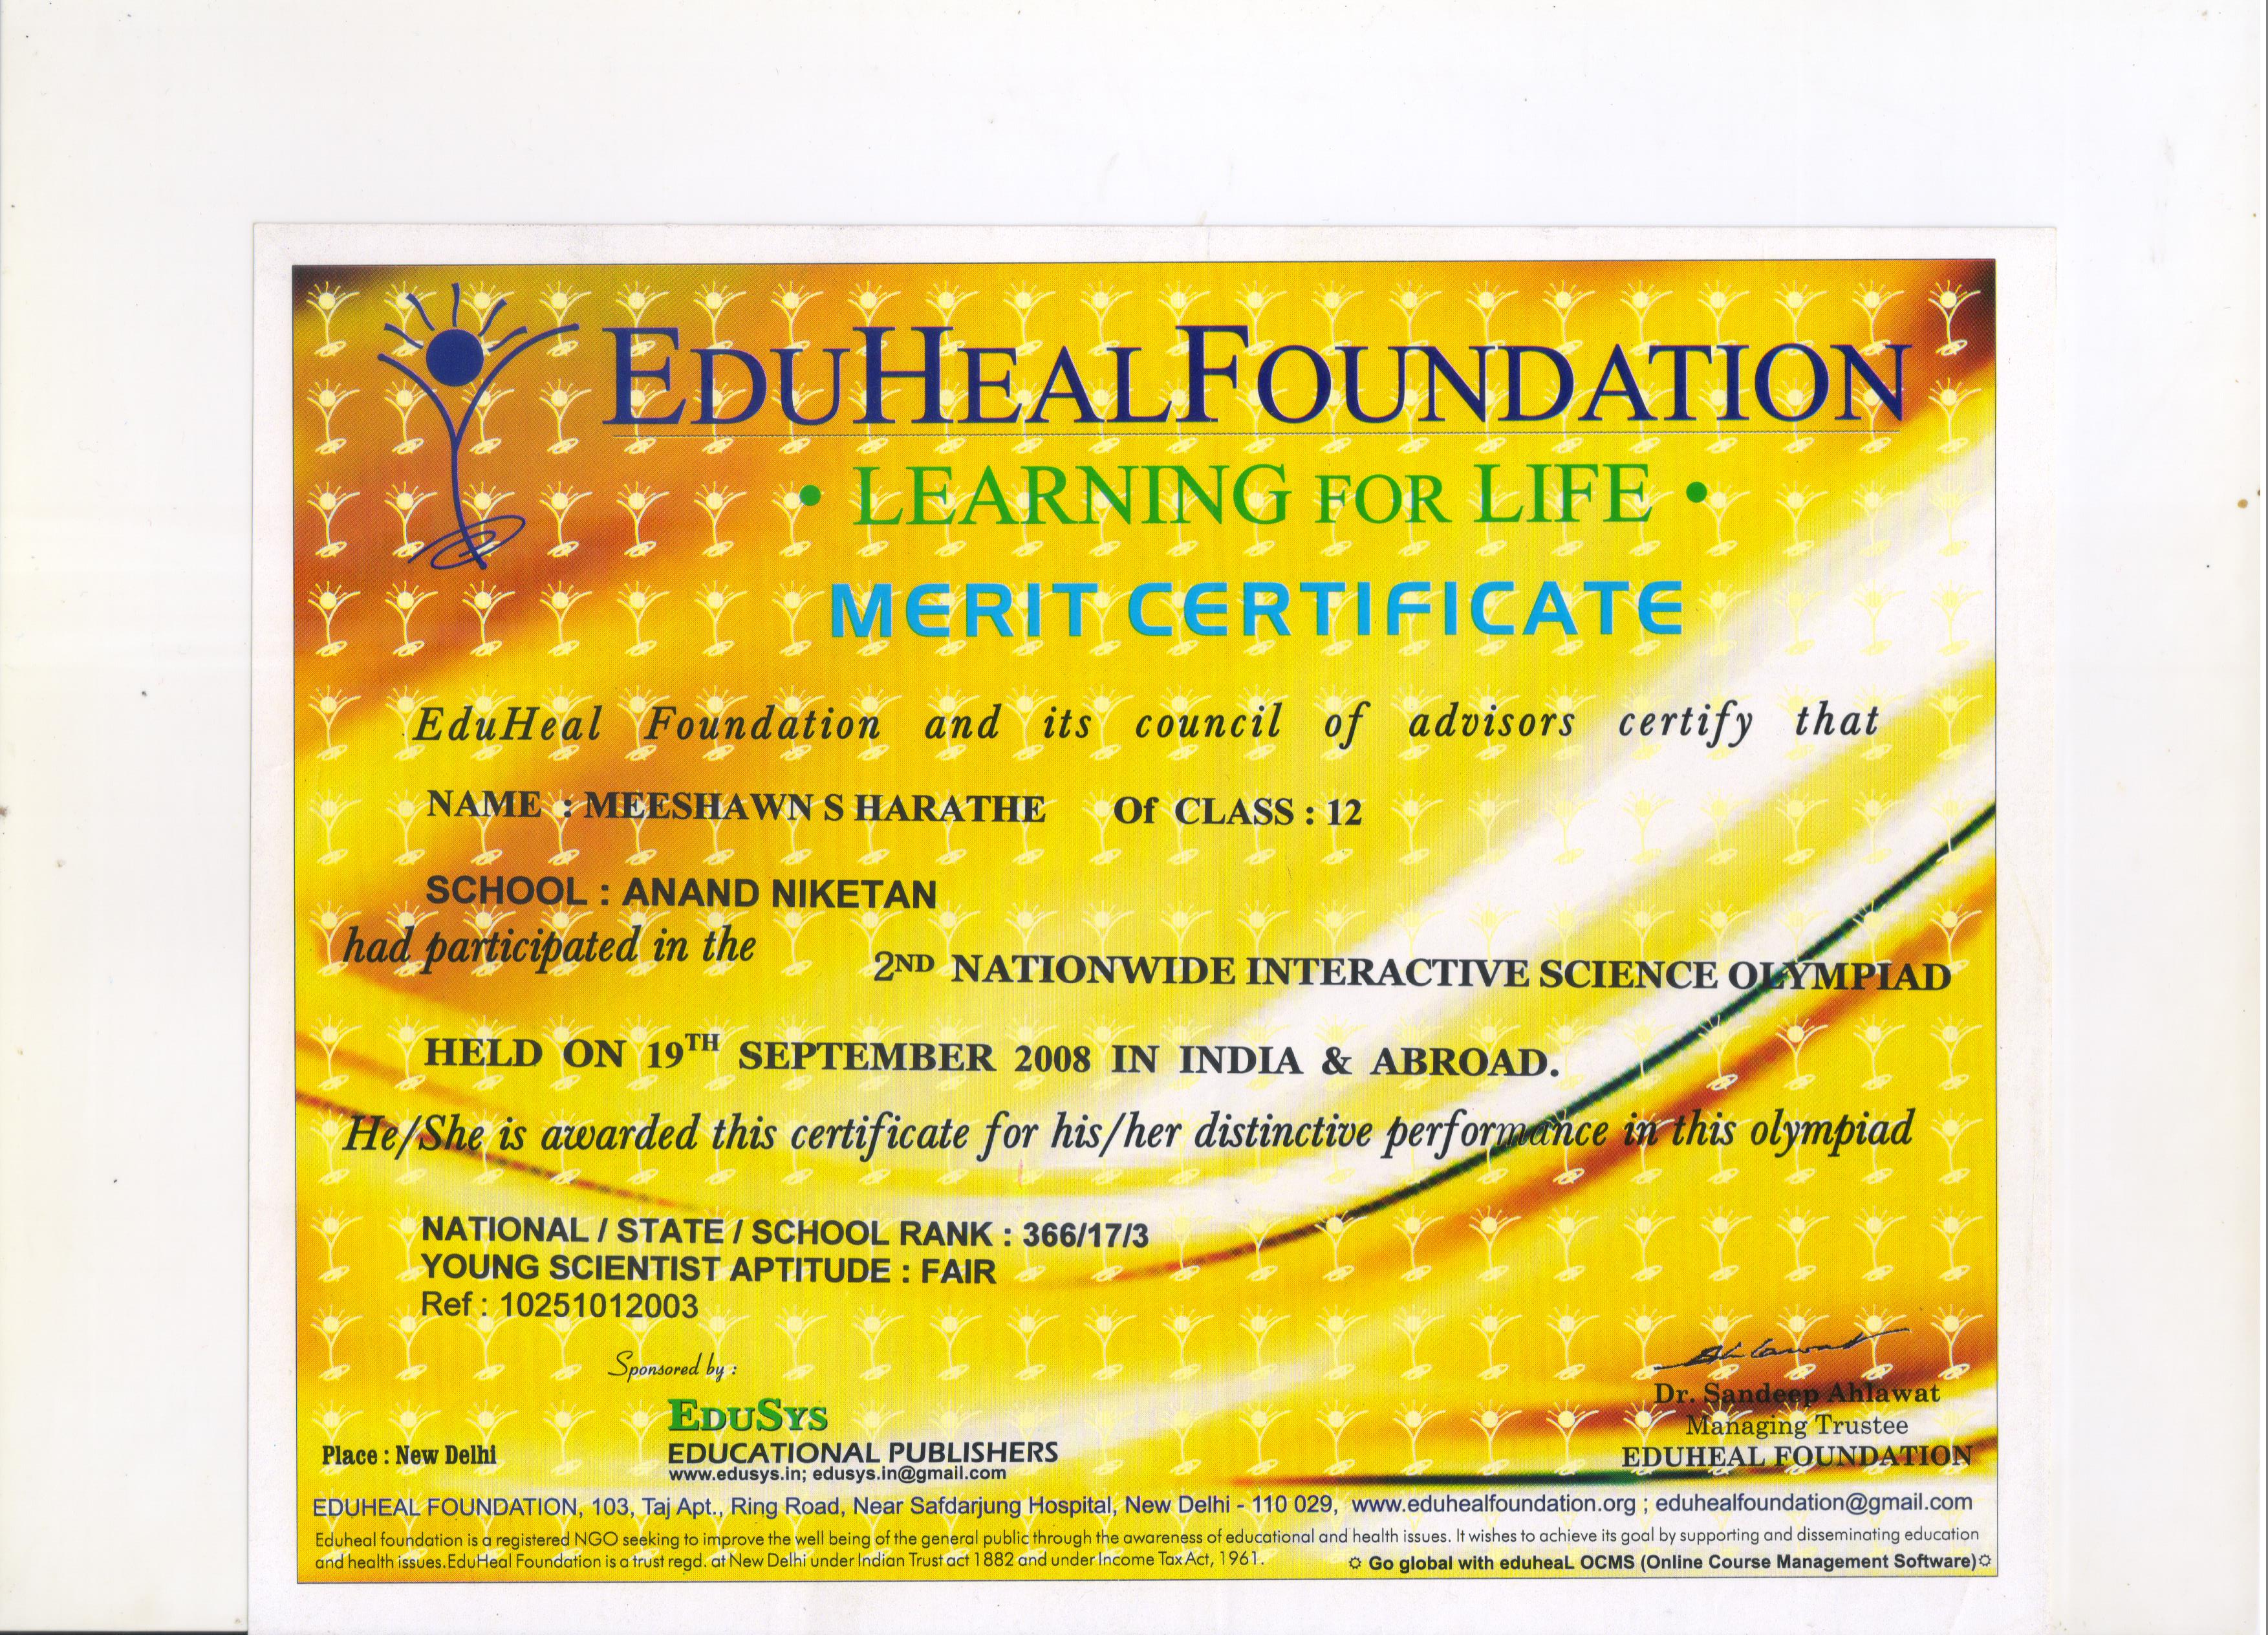 EDUHEALFOUNDATION
• LEARNING FOR LIFE •
MERIT CERTIFICATE
EduHeal Foundation and its council of advisors certify that
NAME : MEESHAWN S HARATHE Of CLASS : 12
SCHOOL : ANAND NIKETAN
had participated in the
2ND NATIONWIDE INTERACTIVE SCIENCE OLYMPIAD
HELD ON 19TH SEPTEMBER 2008 IN INDIA & ABROAD.
He/She is awarded this certificate for his/her distinctive performance in this olympiad
NATIONAL / STATE / SCHOOL RANK : 366/17/3
YOUNG SCIENTIST APTITUDE : FAIR
Ref : 10251012003
Sponsored by :
EDUSYS
EDUCATIONAL PUBLISHERS
www.edusys.in; edusys.in@gmail.com
Place : New Delhi
Ahlawat
Dr. Sandeep Ahlawat
Managing Trustee
EDUHEAL FOUNDATION
EDUHEAL FOUNDATION, 103, Taj Apt., Ring Road, Near Safdarjung Hospital, New Delhi - 110 029, www.eduhealfoundation.org ; eduhealfoundation@gmail.com
Eduheal foundation is a registered NGO seeking to improve the well being of the general public through the awareness of educational and health issues. It wishes to achieve its goal by supporting and disseminating education
and health issues.EduHeal Foundation is a trust regd. at New Delhi under Indian Trust act 1882 and under Income Tax Act, 1961.
Go global with eduheaL OCMS (Online Course Management Software)